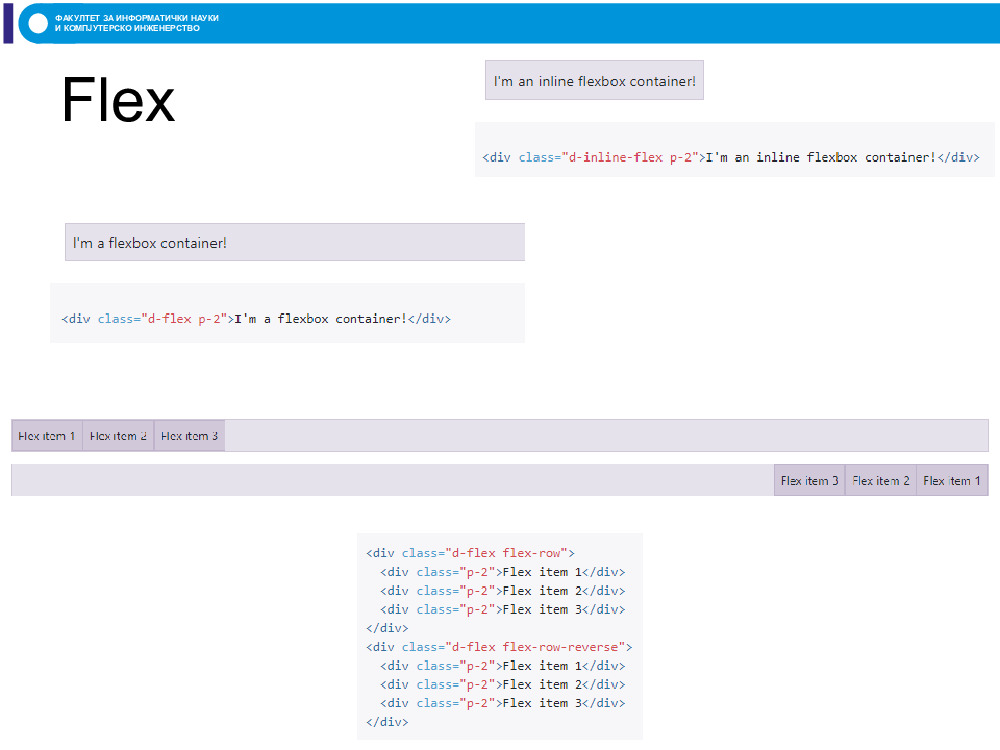 ФАКУЛТЕТ ЗА ИНФОРМАТИЧКИ НАУКИ
И КОМПЈУТЕРСКО ИНЖЕНЕРСТВО
Flex
I'm an inline flexbox container!
<div class="d-inline-flex p-2">I'm an inline flexbox container!</div>
I'm a flexbox container!
<div class="d-flex p-2">I'm a flexbox container!</div>
Flex item 1 Flex item 2 Flex item 3
Flex item 3 Flex item 2 Flex item 1
<div class="d-flex flex-row">
  <div class="p-2">Flex item 1</div>
  <div class="p-2">Flex item 2</div>
  <div class="p-2">Flex item 3</div>
</div>
<div class="d-flex flex-row-reverse">
  <div class="p-2">Flex item 1</div>
  <div class="p-2">Flex item 2</div>
  <div class="p-2">Flex item 3</div>
</div>